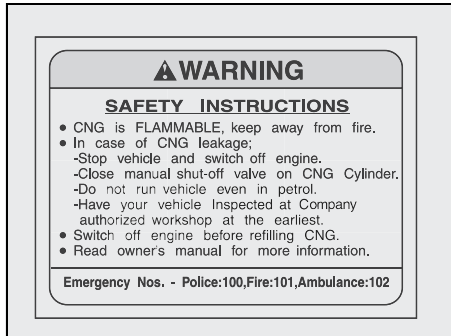 WARNING
SAFETY INSTRUCTIONS
• CNG is FLAMMABLE, keep away from fire.
• In case of CNG leakage;
-Stop vehicle and switch off engine.
-Close manual shut-off valve on CNG Cylinder.
-Do not run vehicle even in petrol.
-Have your vehicle Inspected at Company
authorized workshop at the earliest.
• Switch off engine before refilling CNG.
• Read owner's manual for more information.
Emergency Nos. - Police:100,Fire:101,Ambulance:102